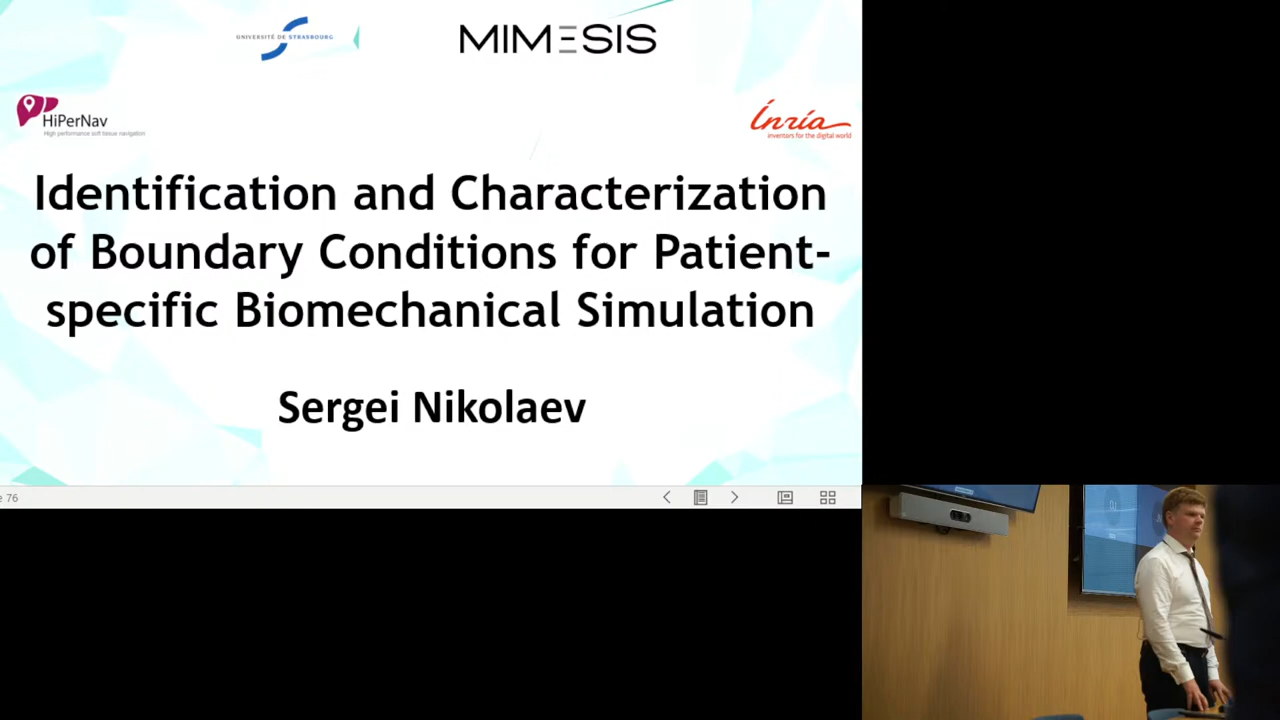 UNIVERSITÉ DE STRASBOURG
MIMESIS
HiPerNav
High performance soft tissue navigation
Inria
inventors for the digital world
Identification and Characterization
of Boundary Conditions for Patient-
specific Biomechanical Simulation
Sergei Nikolaev
e 76